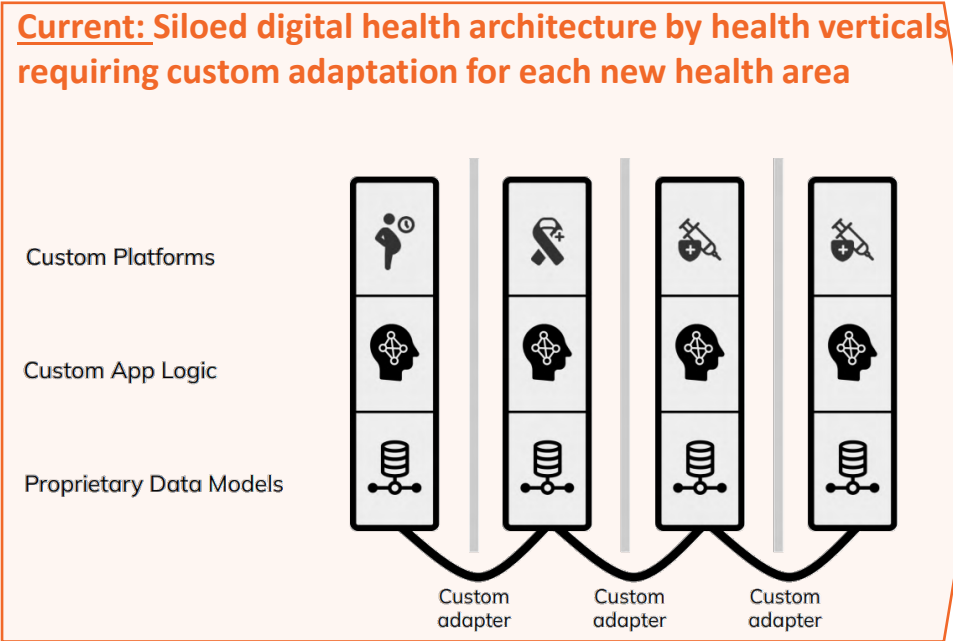 Current: Siloed digital health architecture by health verticals
requiring custom adaptation for each new health area
Custom Platforms
Custom App Logic
Proprietary Data Models
Custom
adapter
Custom
adapter
Custom
adapter